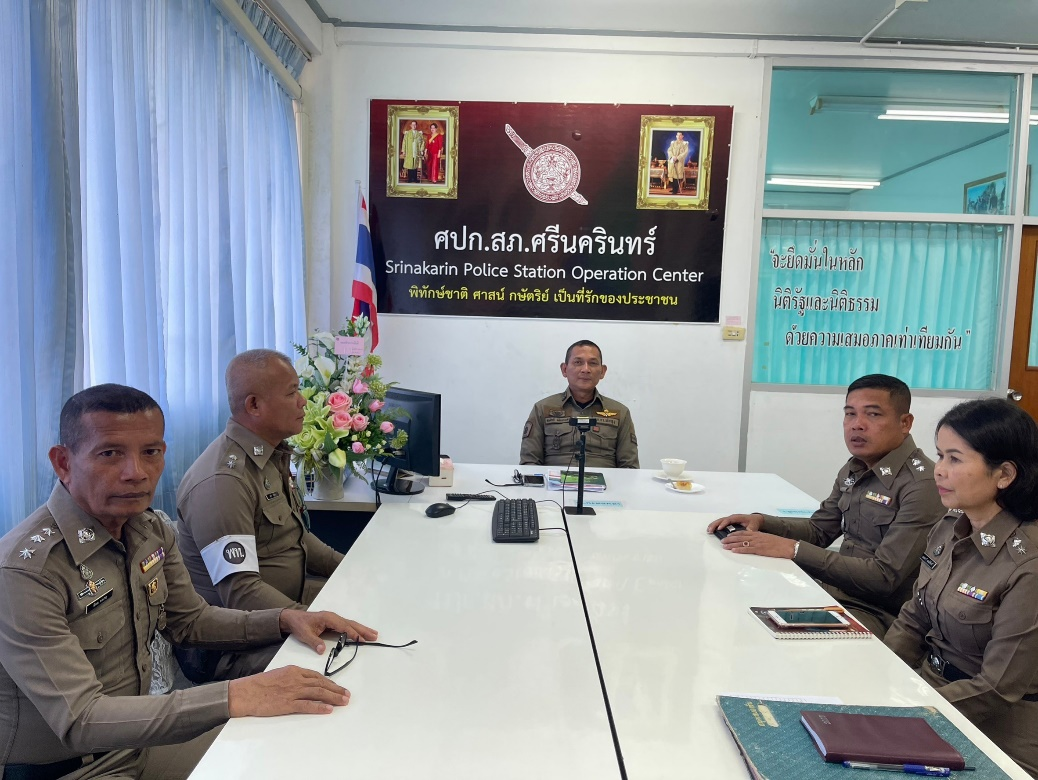 ศปก.สภ.ศรีนครินทร์
Srinakarin Police Station Operation Center
พิทักษ์ชาติ ศาสน์ กษัตริย์ เป็นที่รักของประชาชน
"จะยึดมั่นในหลัก
นิติรัฐและนิติธรรม
ด้วยความเสมอภาคเท่าเทียมกัน"